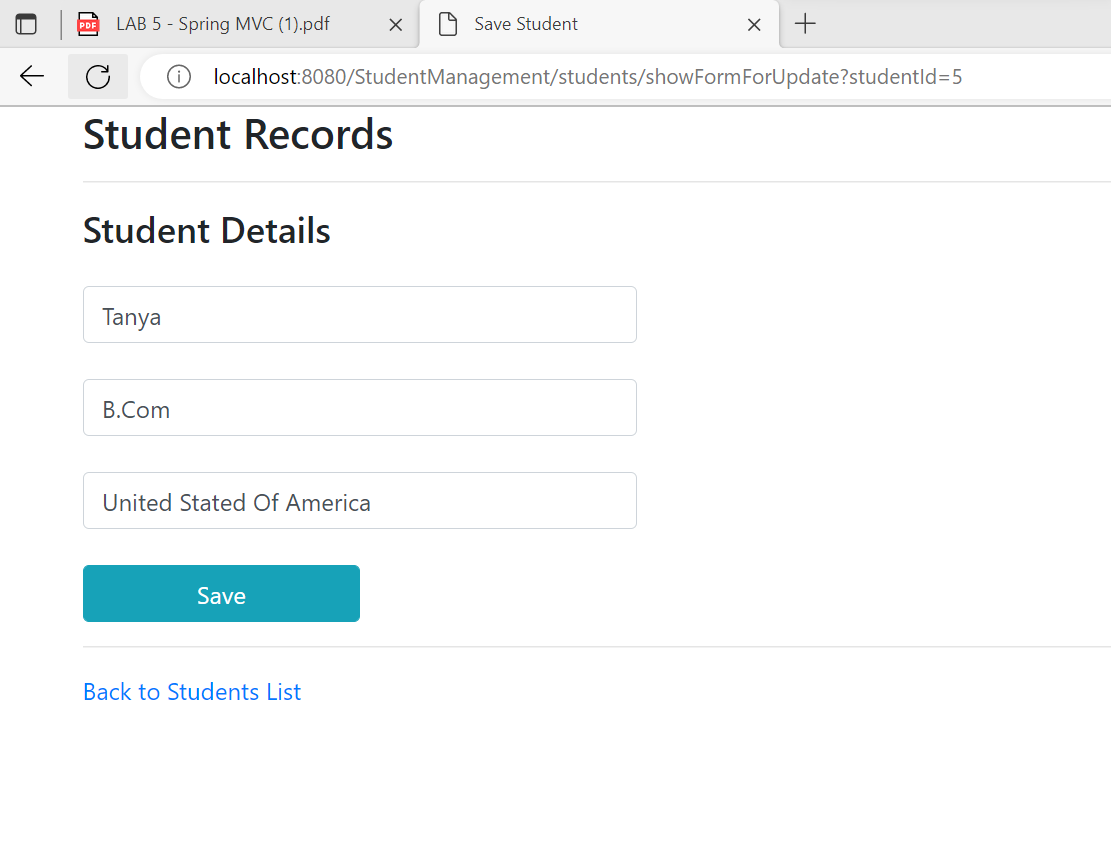 PDF LAB 5 - Spring MVC (1).pdf Save Student
localhost:8080/StudentManagement/students/showFormForUpdate?studentId=5
Student Records
Student Details
Tanya
B.Com
United Stated Of America
Save
Back to Students List